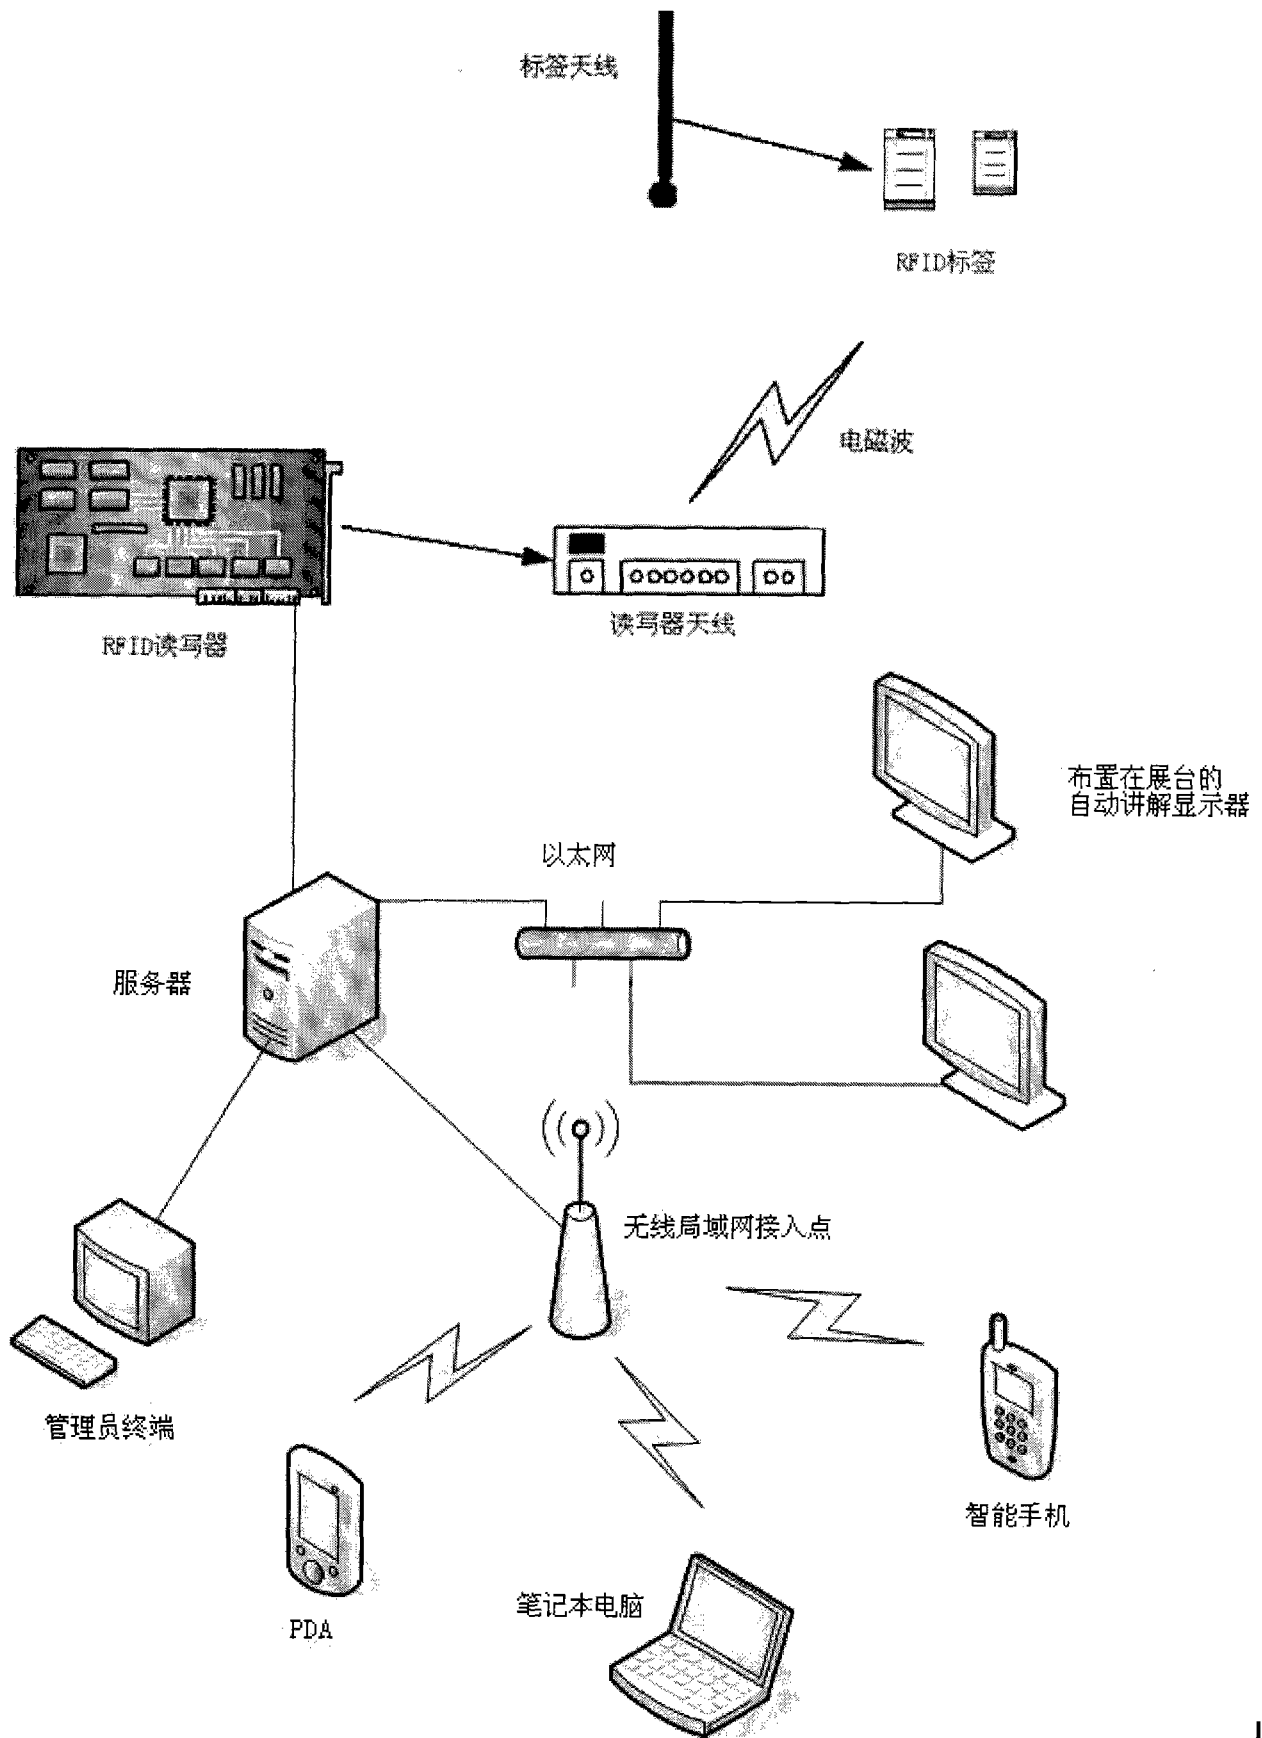 标签天线
RFID标签
电磁波
RFID读写器
读写器天线
布置在展台的
自动讲解显示器
以太网
服务器
无线局域网接入点
管理员终端
智能手机
笔记本电脑
PDA